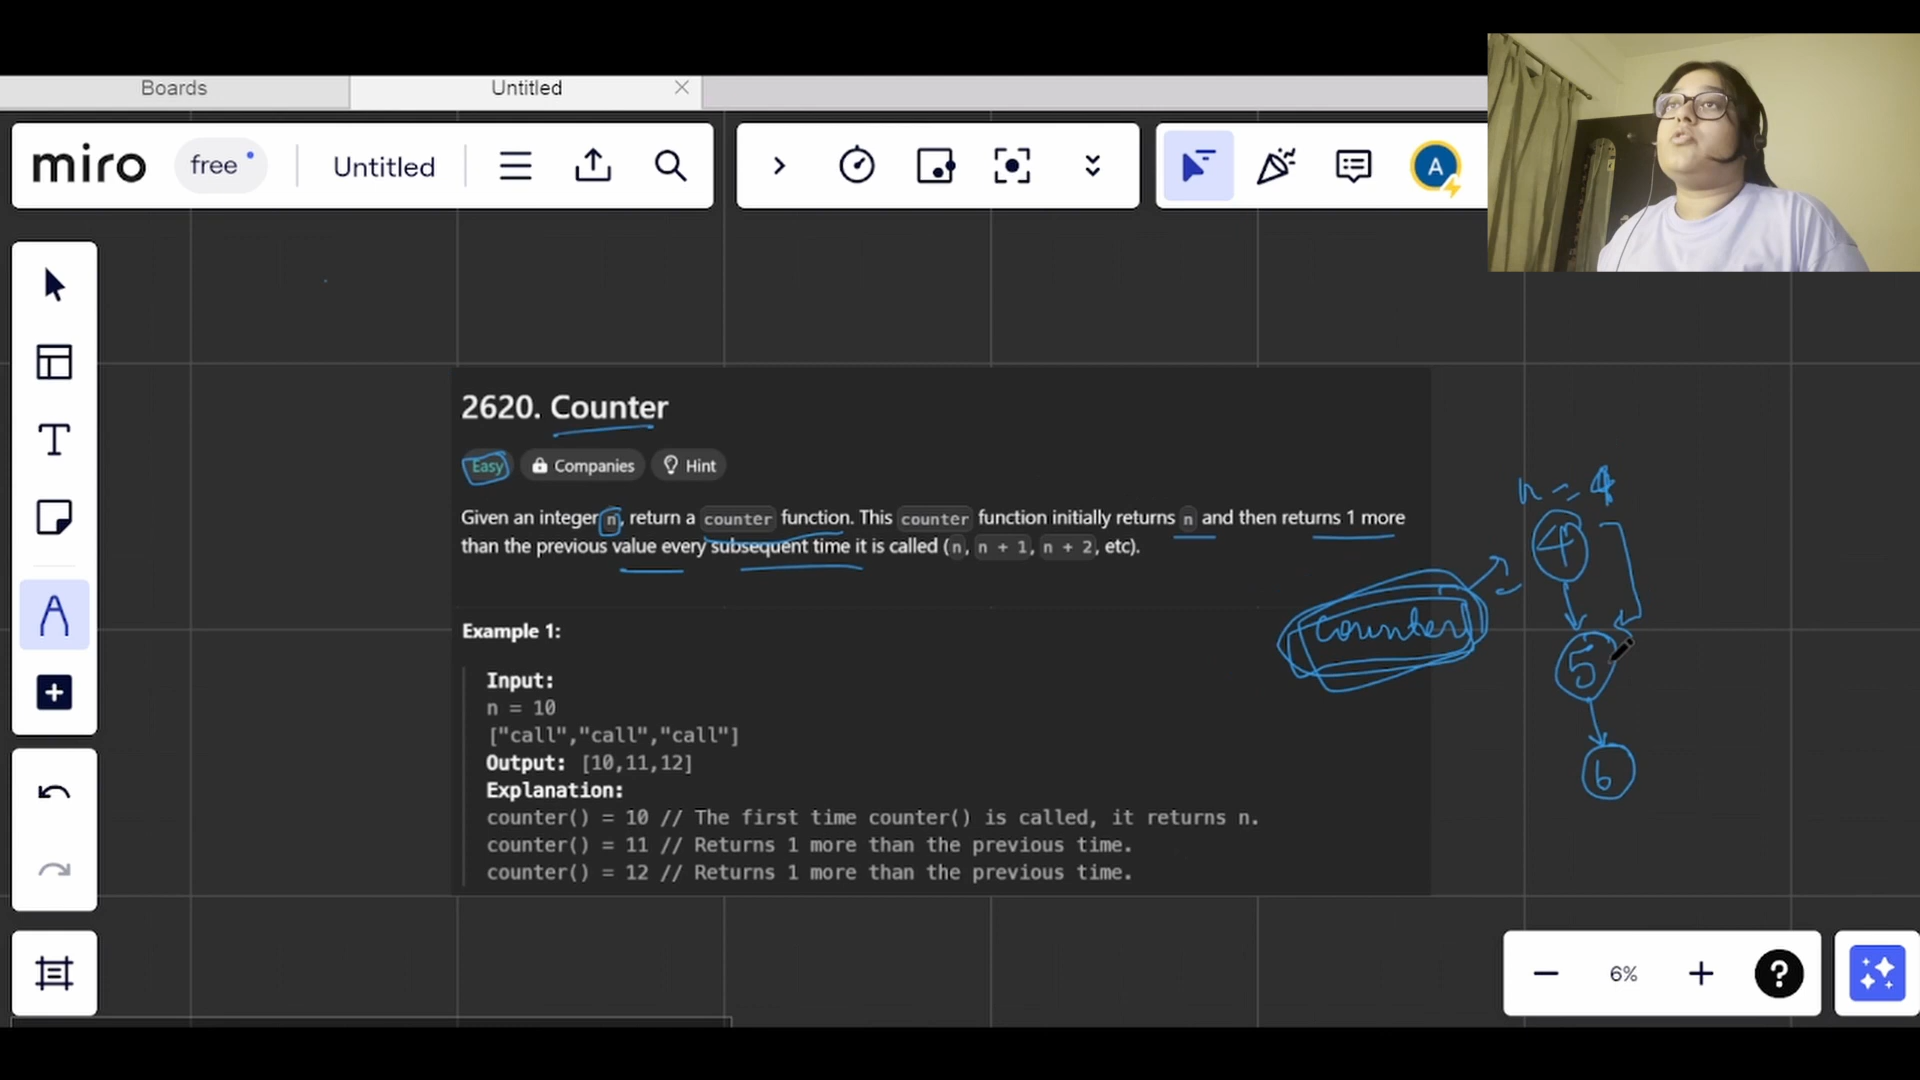 Boards
Untitled
miro
free
Untitled
A
2620. Counter
Easy
Companies
Hint
Given an integer n, return a counter function. This counter function initially returns n and then returns 1 more
than the previous value every subsequent time it is called (n, n + 1, n + 2, etc).
Example 1:
Input:
n = 10
["call","call","call"]
Output: [10,11,12]
Explanation:
counter() = 10 // The first time counter() is called, it returns n.
counter() = 11 // Returns 1 more than the previous time.
counter() = 12 // Returns 1 more than the previous time.
n = 4
4
counter
5
6
6%
?